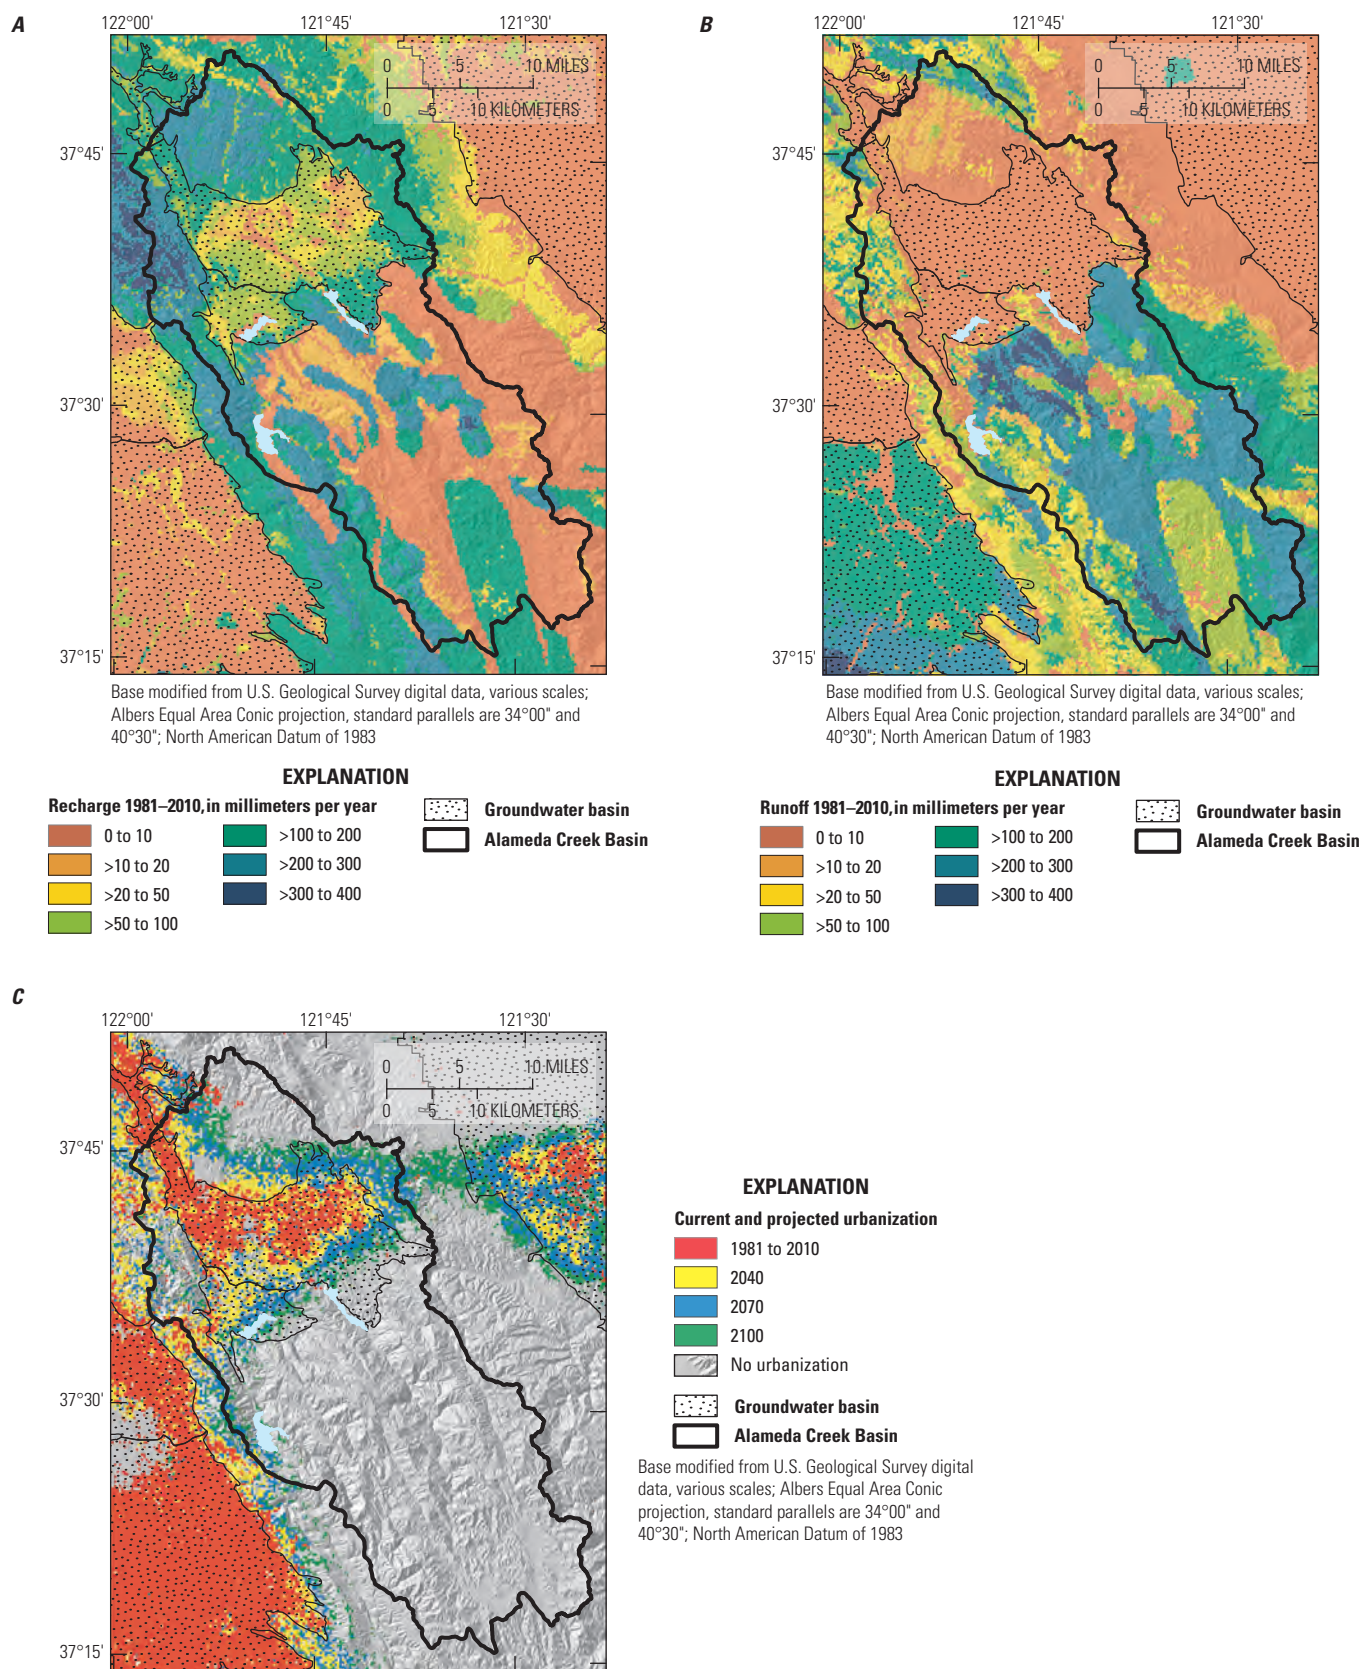 A
122°00'
121°45'
121°30'
0
5
10 MILES
0
5
10 KILOMETERS
37°45'
37°30'
37°15'
Base modified from U.S. Geological Survey digital data, various scales;
Albers Equal Area Conic projection, standard parallels are 34°00" and
40°30"; North American Datum of 1983
EXPLANATION
Recharge 1981–2010, in millimeters per year
0 to 10
>10 to 20
>20 to 50
>50 to 100
>100 to 200
>200 to 300
>300 to 400
Groundwater basin
Alameda Creek Basin
B
122°00'
121°45'
121°30'
0
5
10 MILES
0
5
10 KILOMETERS
37°45'
37°30'
37°15'
Base modified from U.S. Geological Survey digital data, various scales;
Albers Equal Area Conic projection, standard parallels are 34°00" and
40°30"; North American Datum of 1983
EXPLANATION
Runoff 1981–2010, in millimeters per year
0 to 10
>10 to 20
>20 to 50
>50 to 100
>100 to 200
>200 to 300
>300 to 400
Groundwater basin
Alameda Creek Basin
C
122°00'
121°45'
121°30'
0
5
10 MILES
0
5
10 KILOMETERS
37°45'
37°30'
37°15'
EXPLANATION
Current and projected urbanization
1981 to 2010
2040
2070
2100
No urbanization
Groundwater basin
Alameda Creek Basin
Base modified from U.S. Geological Survey digital
data, various scales; Albers Equal Area Conic
projection, standard parallels are 34°00" and
40°30"; North American Datum of 1983